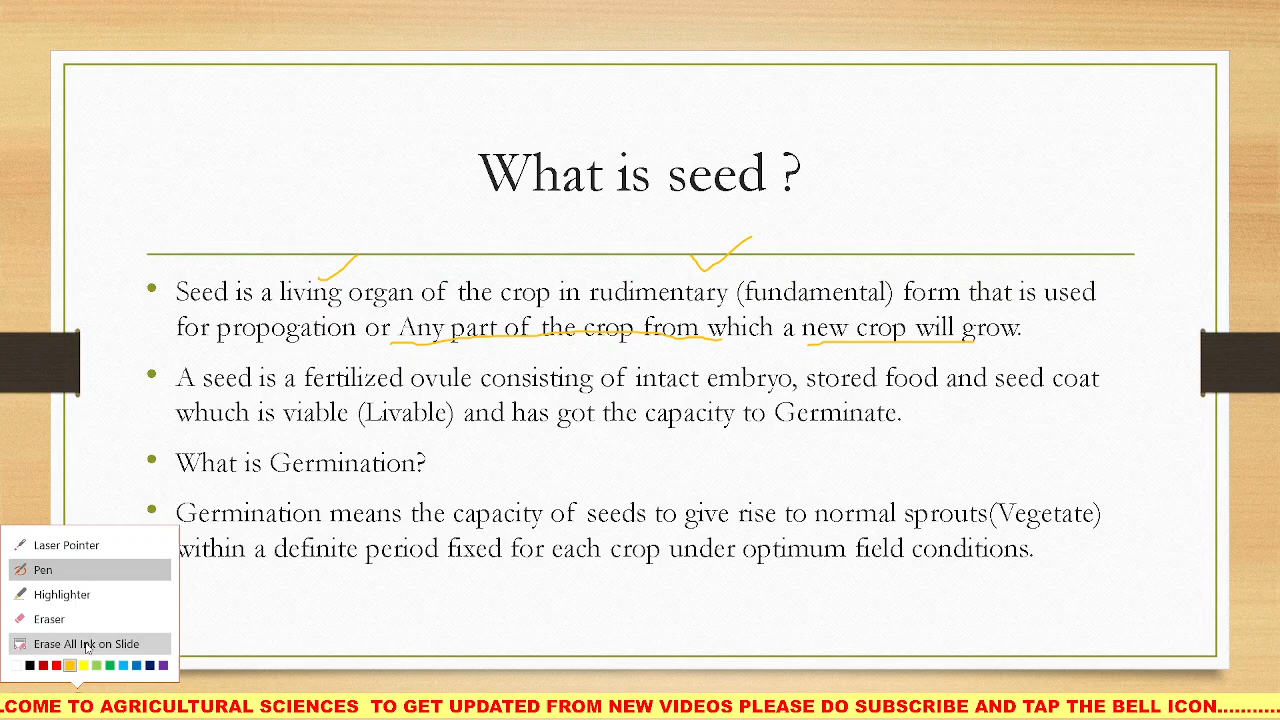 What is seed ?
• Seed is a living organ of the crop in rudimentary (fundamental) form that is used
for propogation or Any part of the crop from which a new crop will grow.
• A seed is a fertilized ovule consisting of intact embryo, stored food and seed coat
whuch is viable (Livable) and has got the capacity to Germinate.
• What is Germination?
• Germination means the capacity of seeds to give rise to normal sprouts(Vegetate)
within a definite period fixed for each crop under optimum field conditions.
Laser Pointer
Pen
Highlighter
Eraser
Erase All Ink on Slide
LCOME TO AGRICULTURAL SCIENCES  TO GET UPDATED FROM NEW VIDEOS PLEASE DO SUBSCRIBE AND TAP THE BELL ICON...........